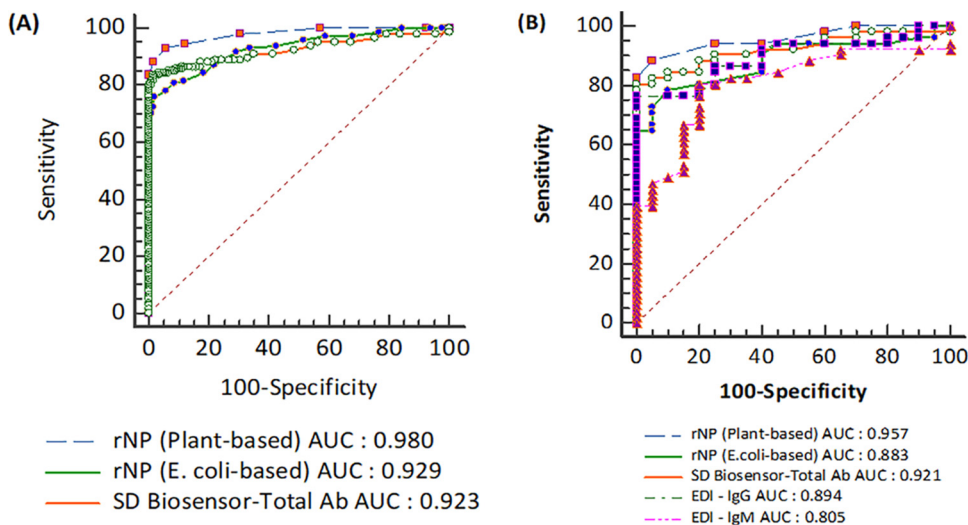 (A)
Sensitivity
100
80
60
40
20
0
0 20 40 60 80 100
100-Specificity
rNP (Plant-based) AUC : 0.980
rNP (E. coli-based) AUC : 0.929
SD Biosensor-Total Ab AUC : 0.923
(B)
Sensitivity
100
80
60
40
20
0
0 20 40 60 80 100
100-Specificity
rNP (Plant-based) AUC : 0.957
rNP (E.coli-based) AUC : 0.883
SD Biosensor-Total Ab AUC : 0.921
EDI - IgG AUC : 0.894
EDI - IgM AUC : 0.805